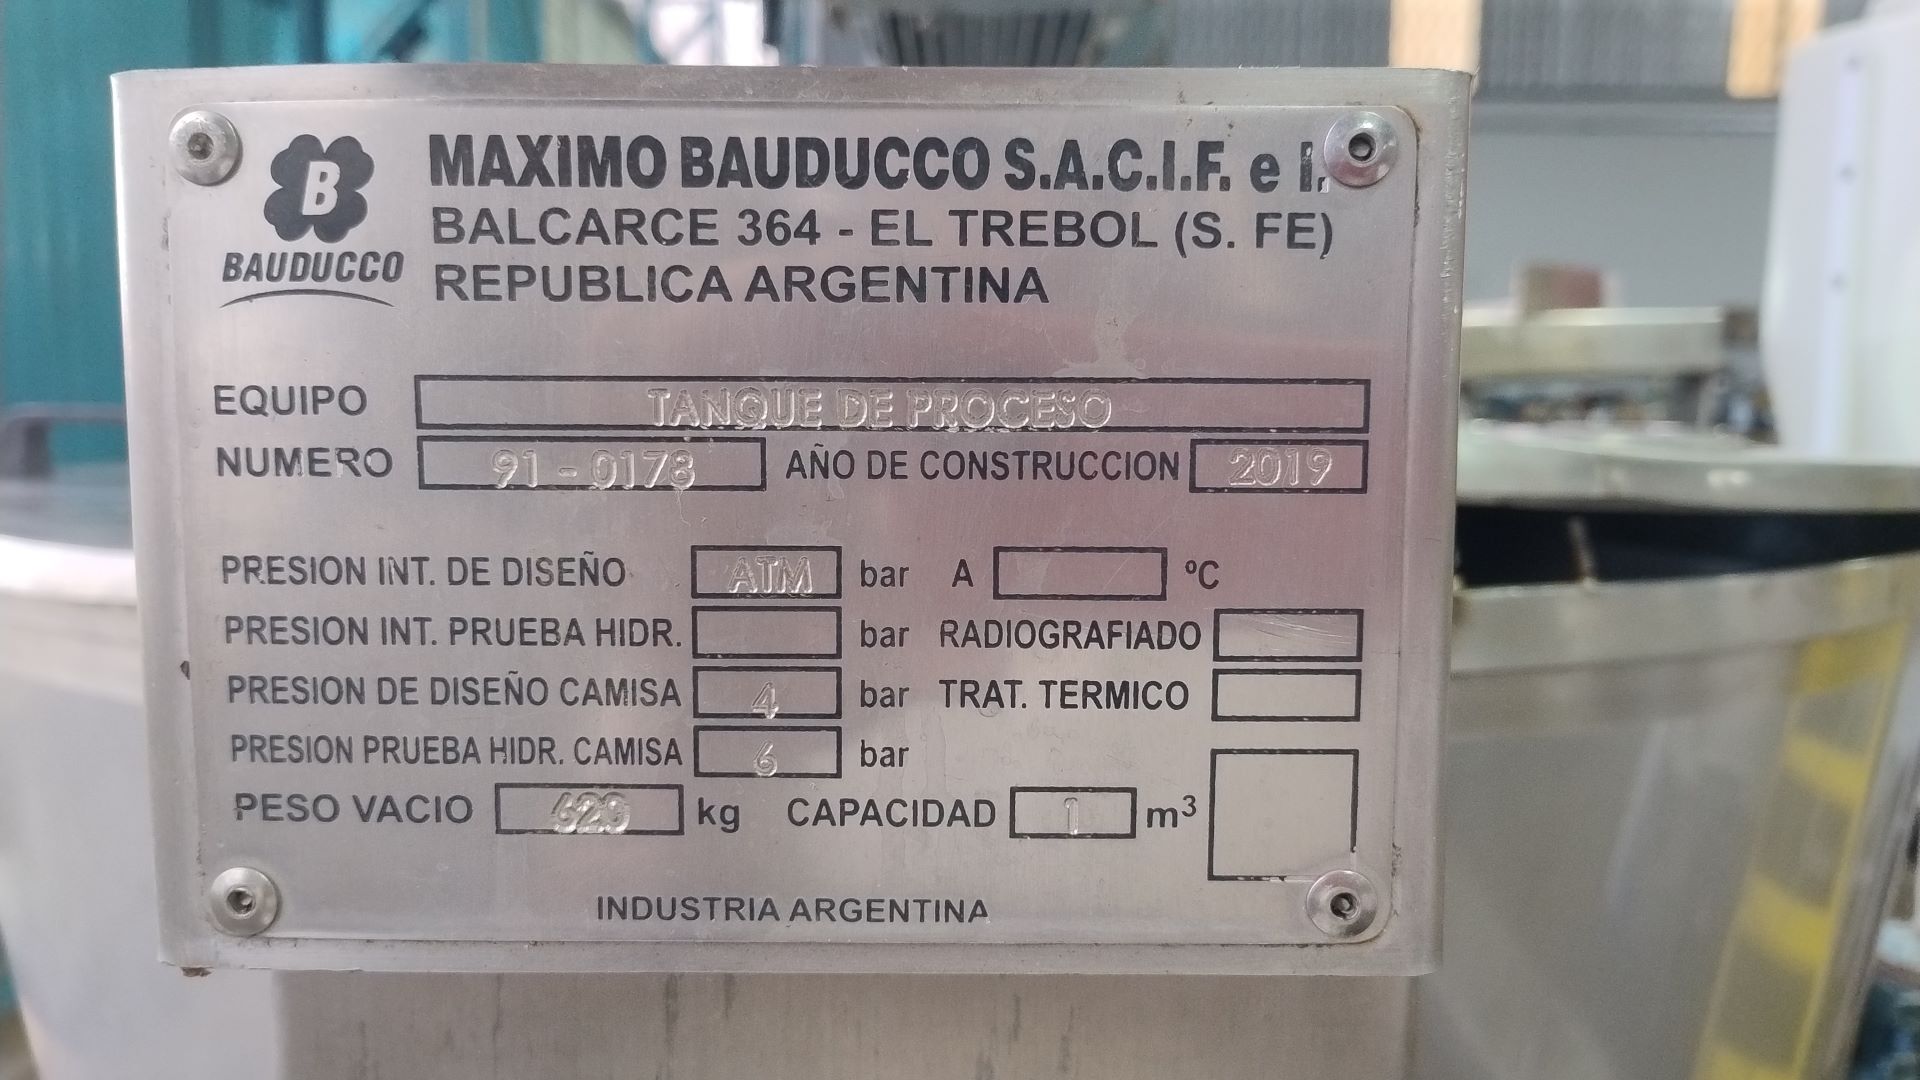 B
BAUDUCCO
MAXIMO BAUDUCCO S.A.C.I.F. e I.
BALCARCE 364 - EL TREBOL (S. FE)
REPUBLICA ARGENTINA
EQUIPO TANQUE DE PROCESO
NUMERO 91-0178 AÑO DE CONSTRUCCION 2019
PRESION INT. DE DISEÑO ATM bar A ºC
PRESION INT. PRUEBA HIDR. bar RADIOGRAFIADO
PRESION DE DISEÑO CAMISA 4 bar TRAT. TERMICO
PRESION PRUEBA HIDR. CAMISA 6 bar
PESO VACIO 620 kg CAPACIDAD 1 m³
INDUSTRIA ARGENTINA